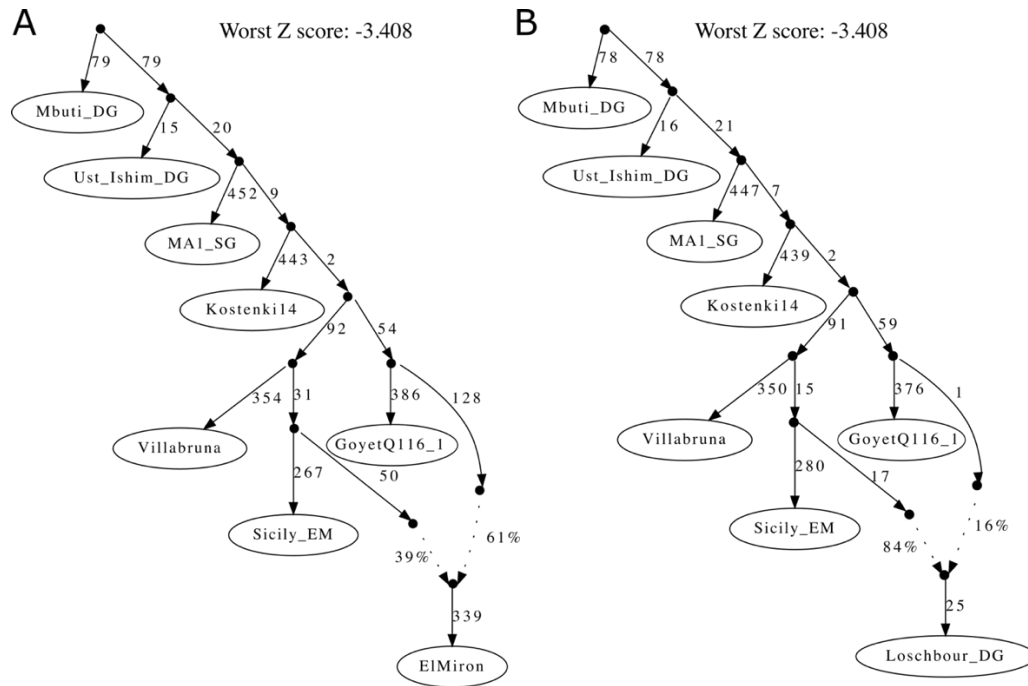 A
Worst Z score: -3.408
79
79
Mbuti_DG
15
20
Ust_Ishim_DG
452
9
MA1_SG
443
2
Kostenki14
92
54
354
31
386
128
Villabruna
GoyetQ116_1
267
50
Sicily_EM
39%
61%
339
ElMiron
B
Worst Z score: -3.408
78
78
Mbuti_DG
16
21
Ust_Ishim_DG
447
7
MA1_SG
439
2
Kostenki14
91
59
350
15
376
1
Villabruna
GoyetQ116_1
280
17
Sicily_EM
84%
16%
25
Loschbour_DG